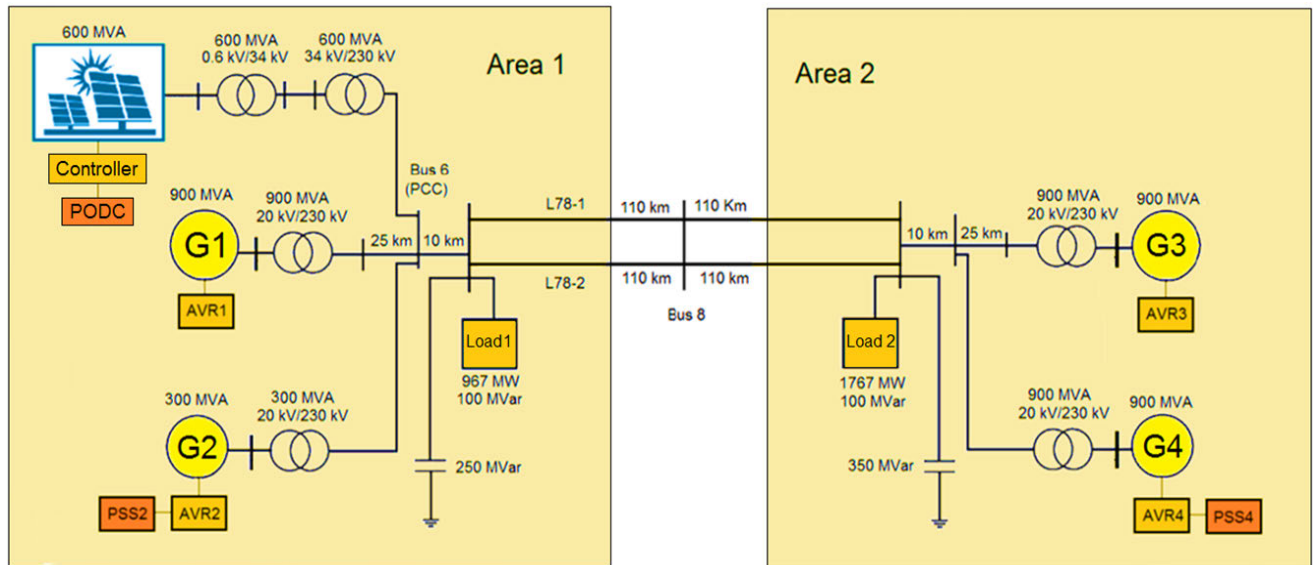 600 MVA
600 MVA
0.6 kV/34 kV
600 MVA
34 kV/230 kV
Area 1
Controller
PODC
Bus 6
(PCC)
900 MVA
G1
AVR1
900 MVA
20 kV/230 kV
25 km
10 km
L78-1
L78-2
110 km
110 Km
110 km
110 km
Bus 8
Load1
967 MW
100 MVar
250 MVar
300 MVA
G2
PSS2
AVR2
300 MVA
20 kV/230 kV
Area 2
10 km
25 km
900 MVA
20 kV/230 kV
900 MVA
G3
AVR3
Load 2
1767 MW
100 MVar
350 MVar
900 MVA
20 kV/230 kV
900 MVA
G4
AVR4
PSS4